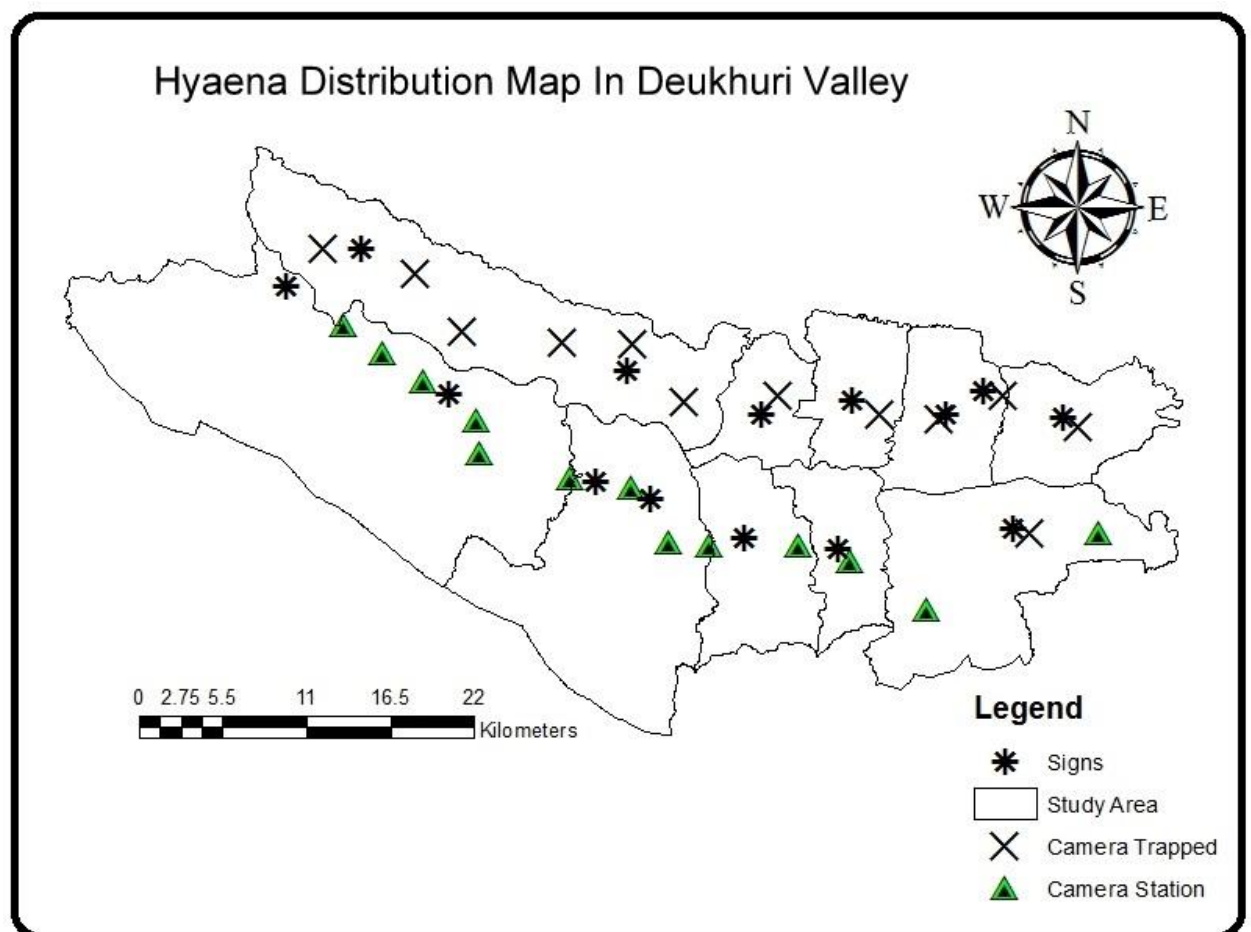 Hyaena Distribution Map In Deukhuri Valley
N
W E
S
0 2.75 5.5 11 16.5 22
Kilometers
Legend
Signs
Study Area
Camera Trapped
Camera Station